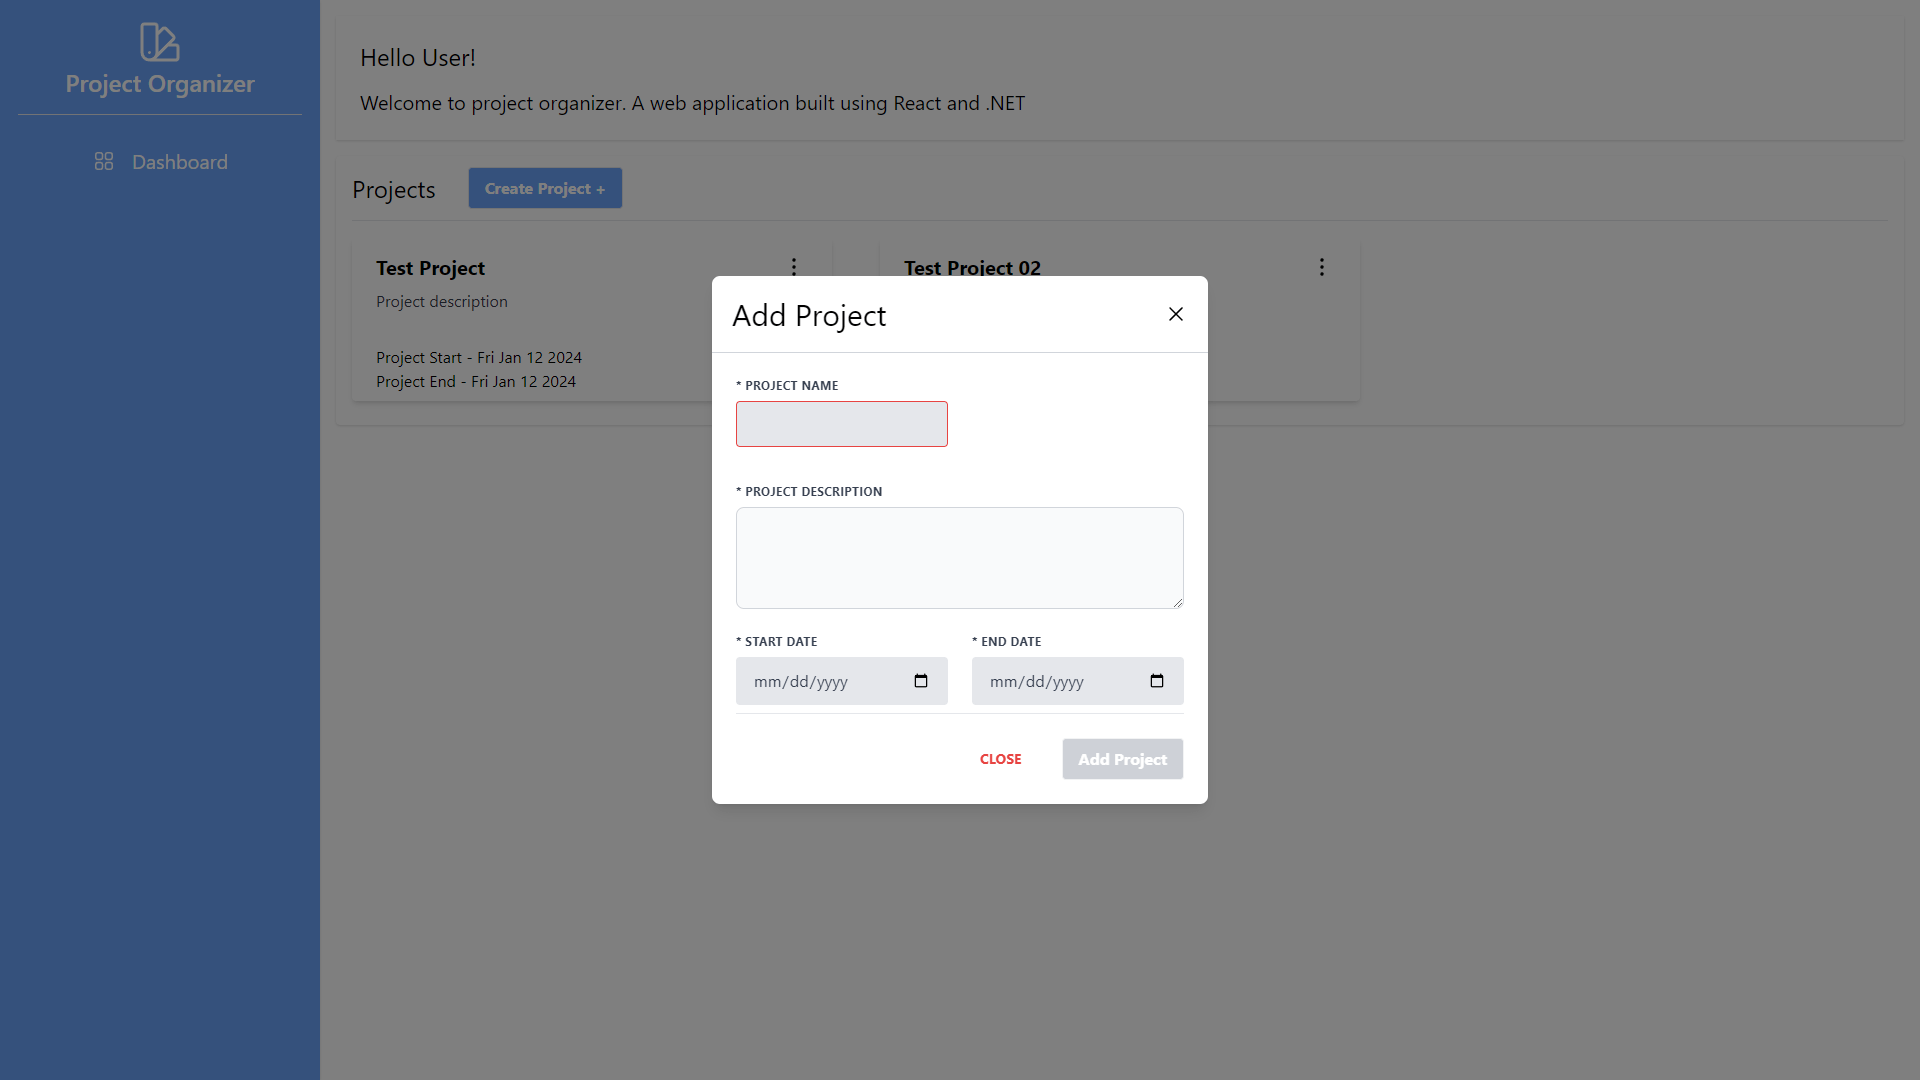 Project Organizer
Dashboard
Hello User!
Welcome to project organizer. A web application built using React and .NET
Projects
Create Project +
Test Project
Project description
Project Start - Fri Jan 12 2024
Project End - Fri Jan 12 2024
Test Project 02
Add Project
* PROJECT NAME
* PROJECT DESCRIPTION
* START DATE
* END DATE
mm/dd/yyyy
mm/dd/yyyy
CLOSE
Add Project